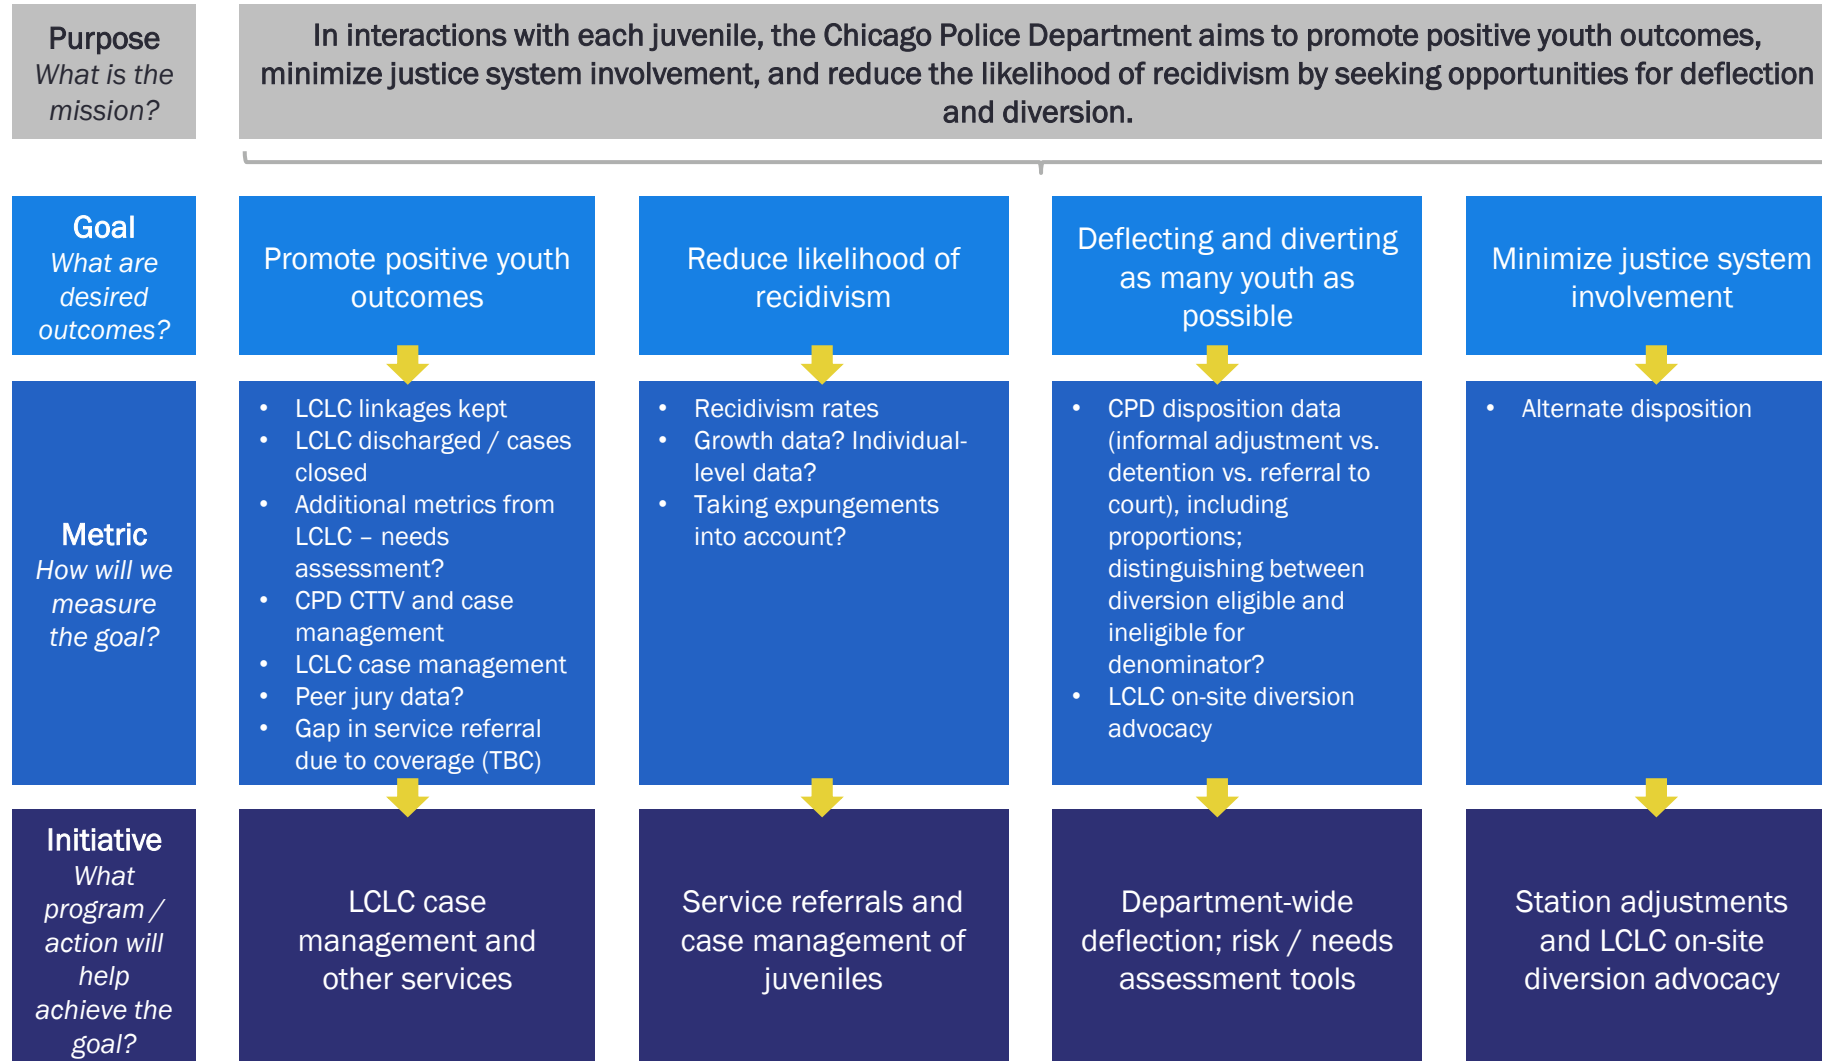 Purpose
What is the
mission?
In interactions with each juvenile, the Chicago Police Department aims to promote positive youth outcomes,
minimize justice system involvement, and reduce the likelihood of recidivism by seeking opportunities for deflection
and diversion.
Goal
What are
desired
outcomes?
Promote positive youth
outcomes
Reduce likelihood of
recidivism
Deflecting and diverting
as many youth as
possible
Minimize justice system
involvement
Metric
How will we
measure
the goal?
• LCLC linkages kept
• LCLC discharged / cases
closed
• Additional metrics from
LCLC – needs
assessment?
• CPD CTTV and case
management
• LCLC case management
• Peer jury data?
• Gap in service referral
due to coverage (TBC)
• Recidivism rates
• Growth data? Individual-
level data?
• Taking expungements
into account?
• CPD disposition data
(informal adjustment vs.
detention vs. referral to
court), including
proportions;
distinguishing between
diversion eligible and
ineligible for
denominator?
• LCLC on-site diversion
advocacy
• Alternate disposition
Initiative
What
program /
action will
help
achieve the
goal?
LCLC case
management and
other services
Service referrals and
case management of
juveniles
Department-wide
deflection; risk / needs
assessment tools
Station adjustments
and LCLC on-site
diversion advocacy